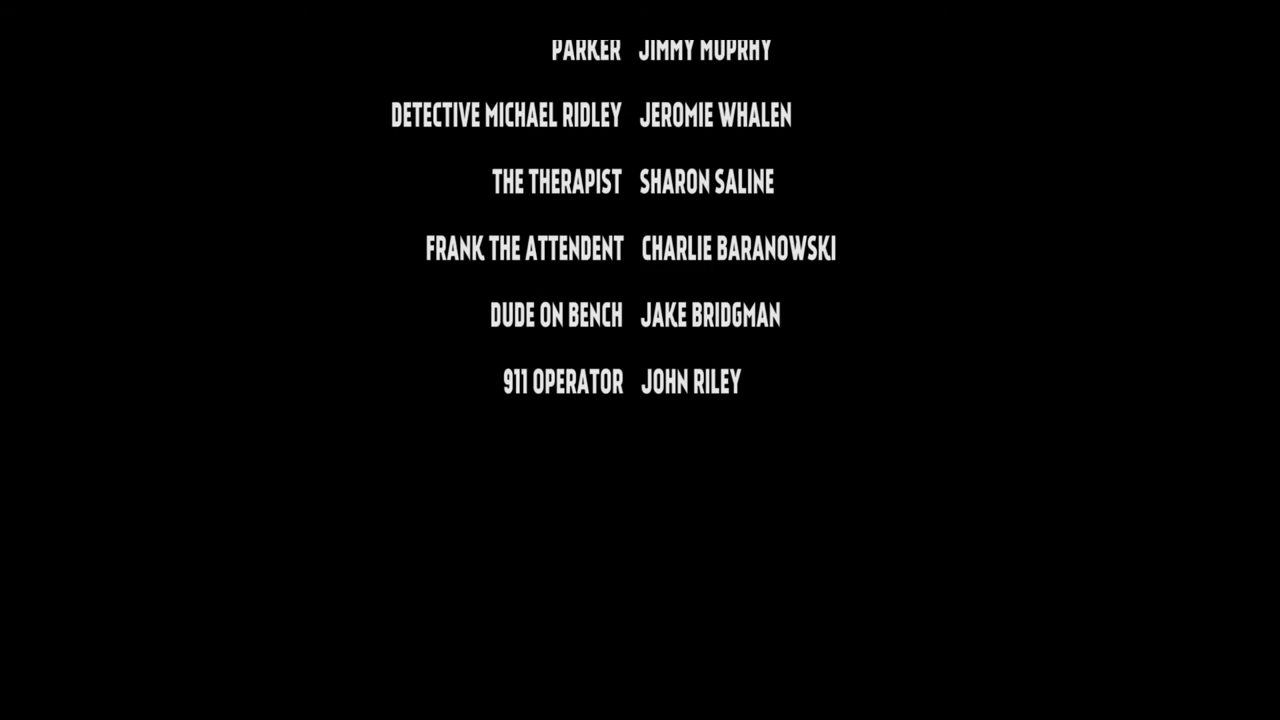 PARKER JIMMY MUPRHY
DETECTIVE MICHAEL RIDLEY JEROMIE WHALEN
THE THERAPIST SHARON SALINE
FRANK THE ATTENDENT CHARLIE BARANOWSKI
DUDE ON BENCH JAKE BRIDGMAN
911 OPERATOR JOHN RILEY